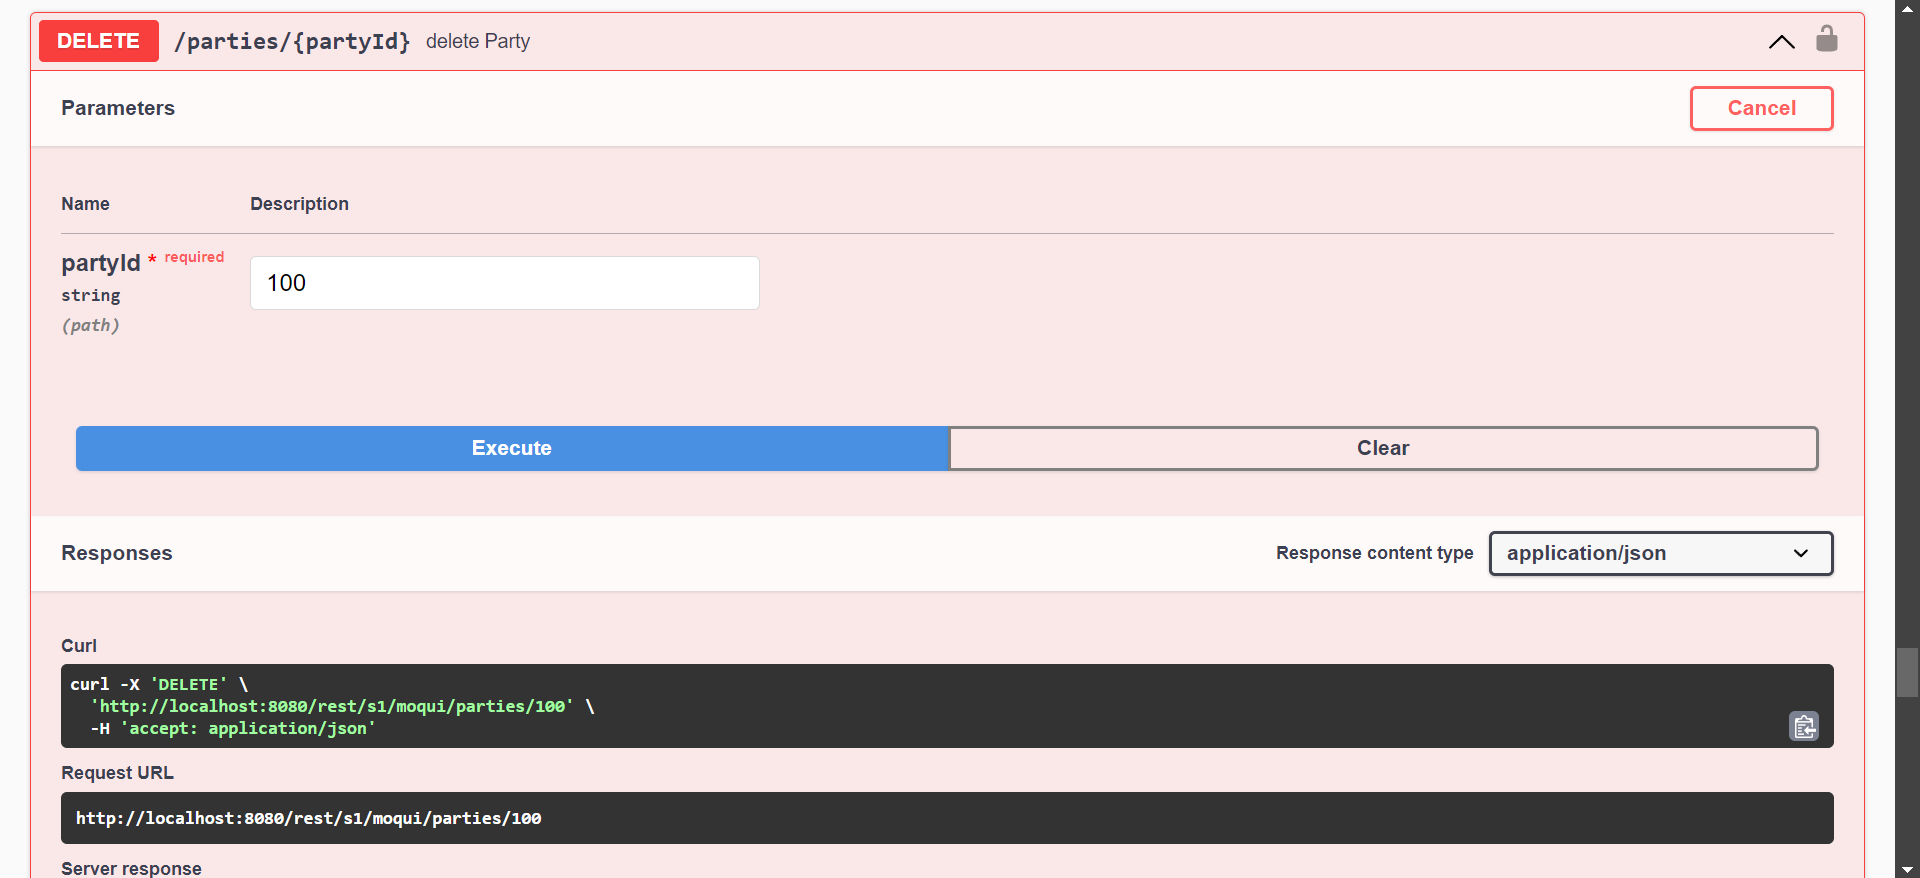 DELETE /parties/{partyId} delete Party
Parameters
Cancel
Name Description
partyId * required
string
(path)
100
Execute Clear
Responses
Response content type application/json
Curl
curl -X 'DELETE' \
'http://localhost:8080/rest/s1/moqui/parties/100' \
-H 'accept: application/json'
Request URL
http://localhost:8080/rest/s1/moqui/parties/100
Server response